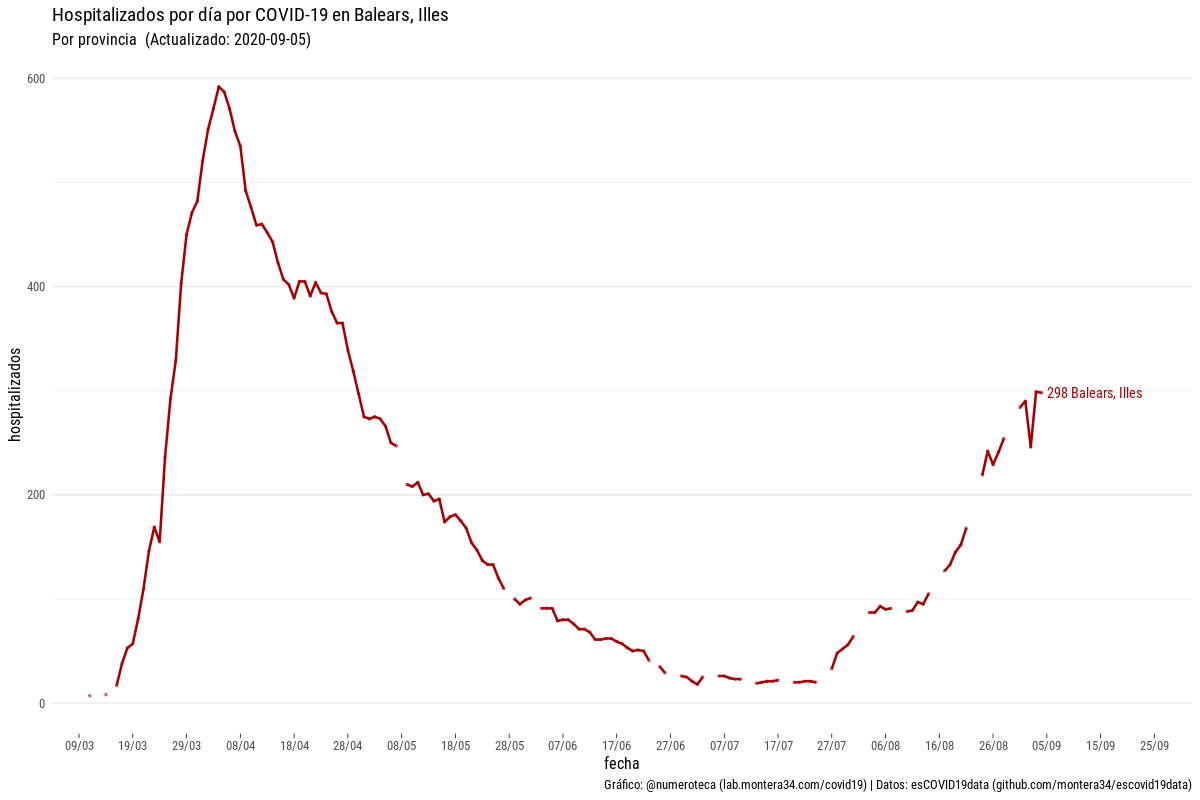 Hospitalizados por día por COVID-19 en Balears, Illes
Por provincia  (Actualizado: 2020-09-05)
600
400
200
0
hospitalizados
298 Balears, Illes
09/03 19/03 29/03 08/04 18/04 28/04 08/05 18/05 28/05 07/06 17/06 27/06 07/07 17/07 27/07 06/08 16/08 26/08 05/09 15/09 25/09
fecha
Gráfico: @numeroteca (lab.montera34.com/covid19) | Datos: esCOVID19data (github.com/montera34/escovid19data)